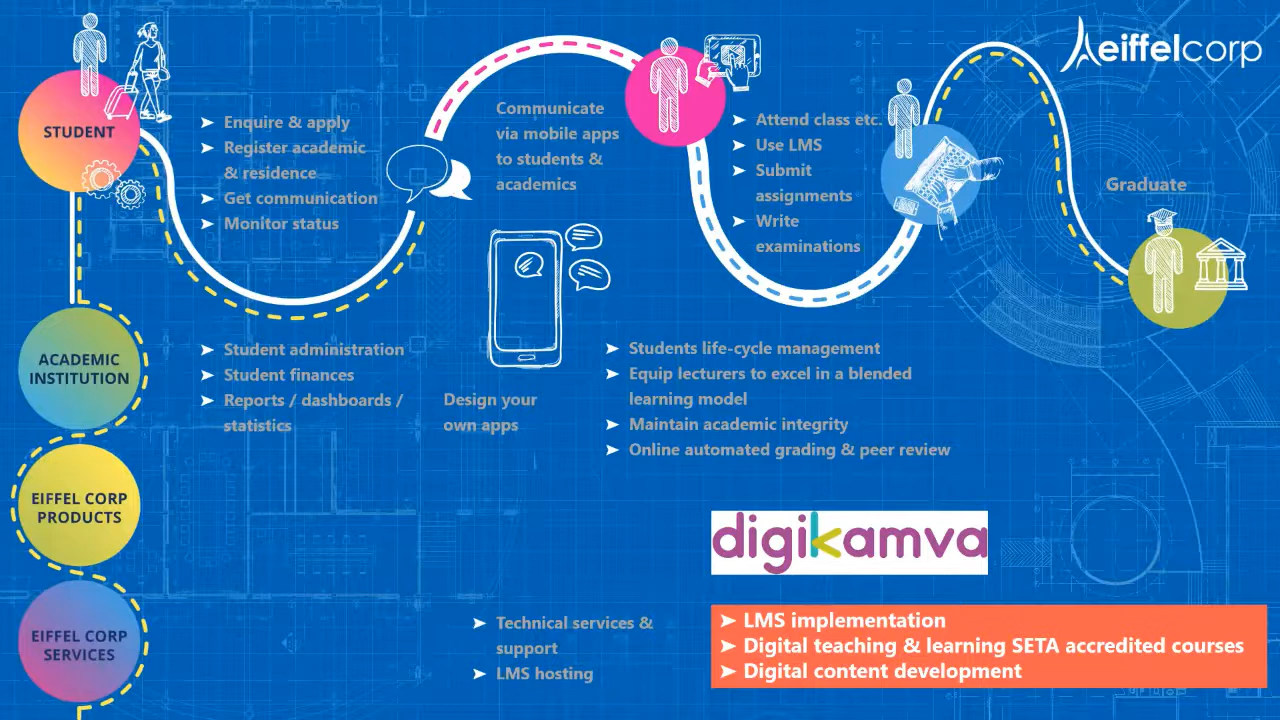 eiffelcorp
STUDENT
➤ Enquire & apply
➤ Register academic
& residence
➤ Get communication
➤ Monitor status
Communicate
via mobile apps
to students &
academics
➤ Attend class etc.
➤ Use LMS
➤ Submit
assignments
➤ Write
examinations
Graduate
ACADEMIC
INSTITUTION
➤ Student administration
➤ Student finances
➤ Reports / dashboards /
statistics
Design your
own apps
➤ Students life-cycle management
➤ Equip lecturers to excel in a blended
learning model
➤ Maintain academic integrity
➤ Online automated grading & peer review
EIFFEL CORP
PRODUCTS
digikamva
EIFFEL CORP
SERVICES
➤ Technical services &
support
➤ LMS hosting
➤ LMS implementation
➤ Digital teaching & learning SETA accredited courses
➤ Digital content development